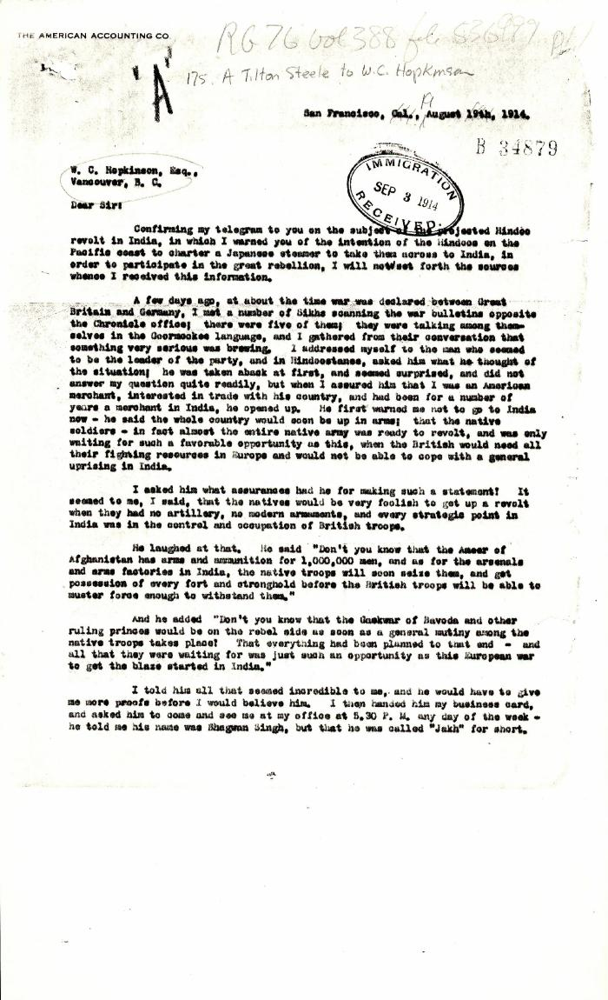 THE AMERICAN ACCOUNTING CO.
RG 76 vol 388 file 536999 pt 1
"A"
175. A Tilton Steele to W.C. Hopkinson
San Francisco, Cal., August 19th, 1914.
B 34879
W. C. Hopkinson, Esq.,
Vancouver, B. C.
IMMIGRATION
SEP 3 1914
RECEIVED.
Dear Sir:
Confirming my telegram to you on the subject of the projected Hindoo
revolt in India, in which I warned you of the intention of the Hindoos on the
Pacific coast to charter a Japanese steamer to take them across to India, in
order to participate in the great rebellion, I will now set forth the sources
whence I received this information.
A few days ago, at about the time war was declared between Great
Britain and Germany, I met a number of Sikhs scanning the war bulletins opposite
the Chronicle office; there were five of them; they were talking among them-
selves in the Goormookee language, and I gathered from their conversation that
something very serious was brewing. I addressed myself to the man who seemed
to be the leader of the party, and in Hindoostanee, asked him what he thought of
the situation; he was taken aback at first, and seemed surprised, and did not
answer my question quite readily, but when I assured him that I was an American
merchant, interested in trade with his country, and had been for a number of
years a merchant in India, he opened up. He first warned me not to go to India
now - he said the whole country would soon be up in arms; that the native
soldiers - in fact almost the entire native army was ready to revolt, and was only
waiting for such a favorable opportunity as this, when the British would need all
their fighting resources in Europe and would not be able to cope with a general
uprising in India.
I asked him what assurances had he for making such a statement! It
seemed to me, I said, that the natives would be very foolish to get up a revolt
when they had no artillery, no modern armaments, and every strategic point in
India was in the control and occupation of British troops.
He laughed at that. He said "Don't you know that the Ameer of
Afghanistan has arms and ammunition for 1,000,000 men, and as for the arsenals
and arms factories in India, the native troops will soon seize them, and get
possession of every fort and stronghold before the British troops will be able to
muster force enough to withstand them."
And he added "Don't you know that the Gaekwar of Bavoda and other
ruling princes would be on the rebel side as soon as a general mutiny among the
native troops takes place! That everything had been planned to that end - and
all that they were waiting for was just such an opportunity as this European war
to get the blaze started in India."
I told him all that seemed incredible to me, and he would have to give
me more proofs before I would believe him. I then handed him my business card,
and asked him to come and see me at my office at 5.30 P. M. any day of the week -
he told me his name was Bhagwan Singh, but that he was called "Jakh" for short.